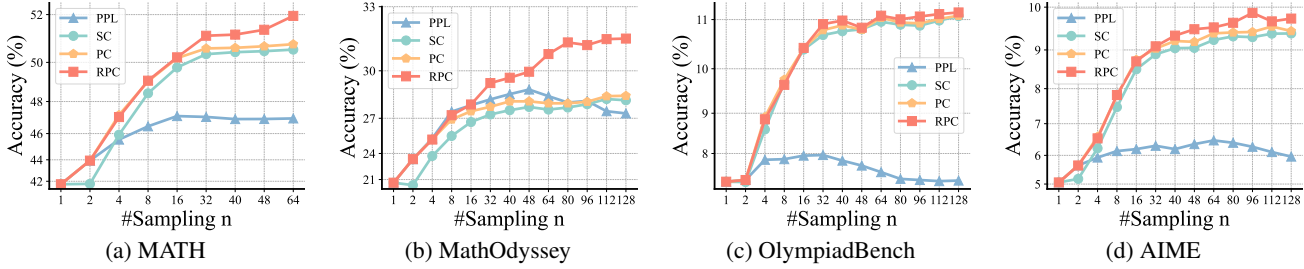 52
50
48
46
44
42
Accuracy (%)
PPL
SC
PC
RPC
1 2 4 8 16 32 40 48 64
#Sampling n
(a) MATH
33
30
27
24
21
Accuracy (%)
PPL
SC
PC
RPC
1 2 4 8 16 32 40 48 64 80 96 112 128
#Sampling n
(b) MathOdyssey
11
10
9
8
Accuracy (%)
PPL
SC
PC
RPC
1 2 4 8 16 32 40 48 64 80 96 112 128
#Sampling n
(c) OlympiadBench
10
9
8
7
6
5
Accuracy (%)
PPL
SC
PC
RPC
1 2 4 8 16 32 40 48 64 80 96 112 128
#Sampling n
(d) AIME